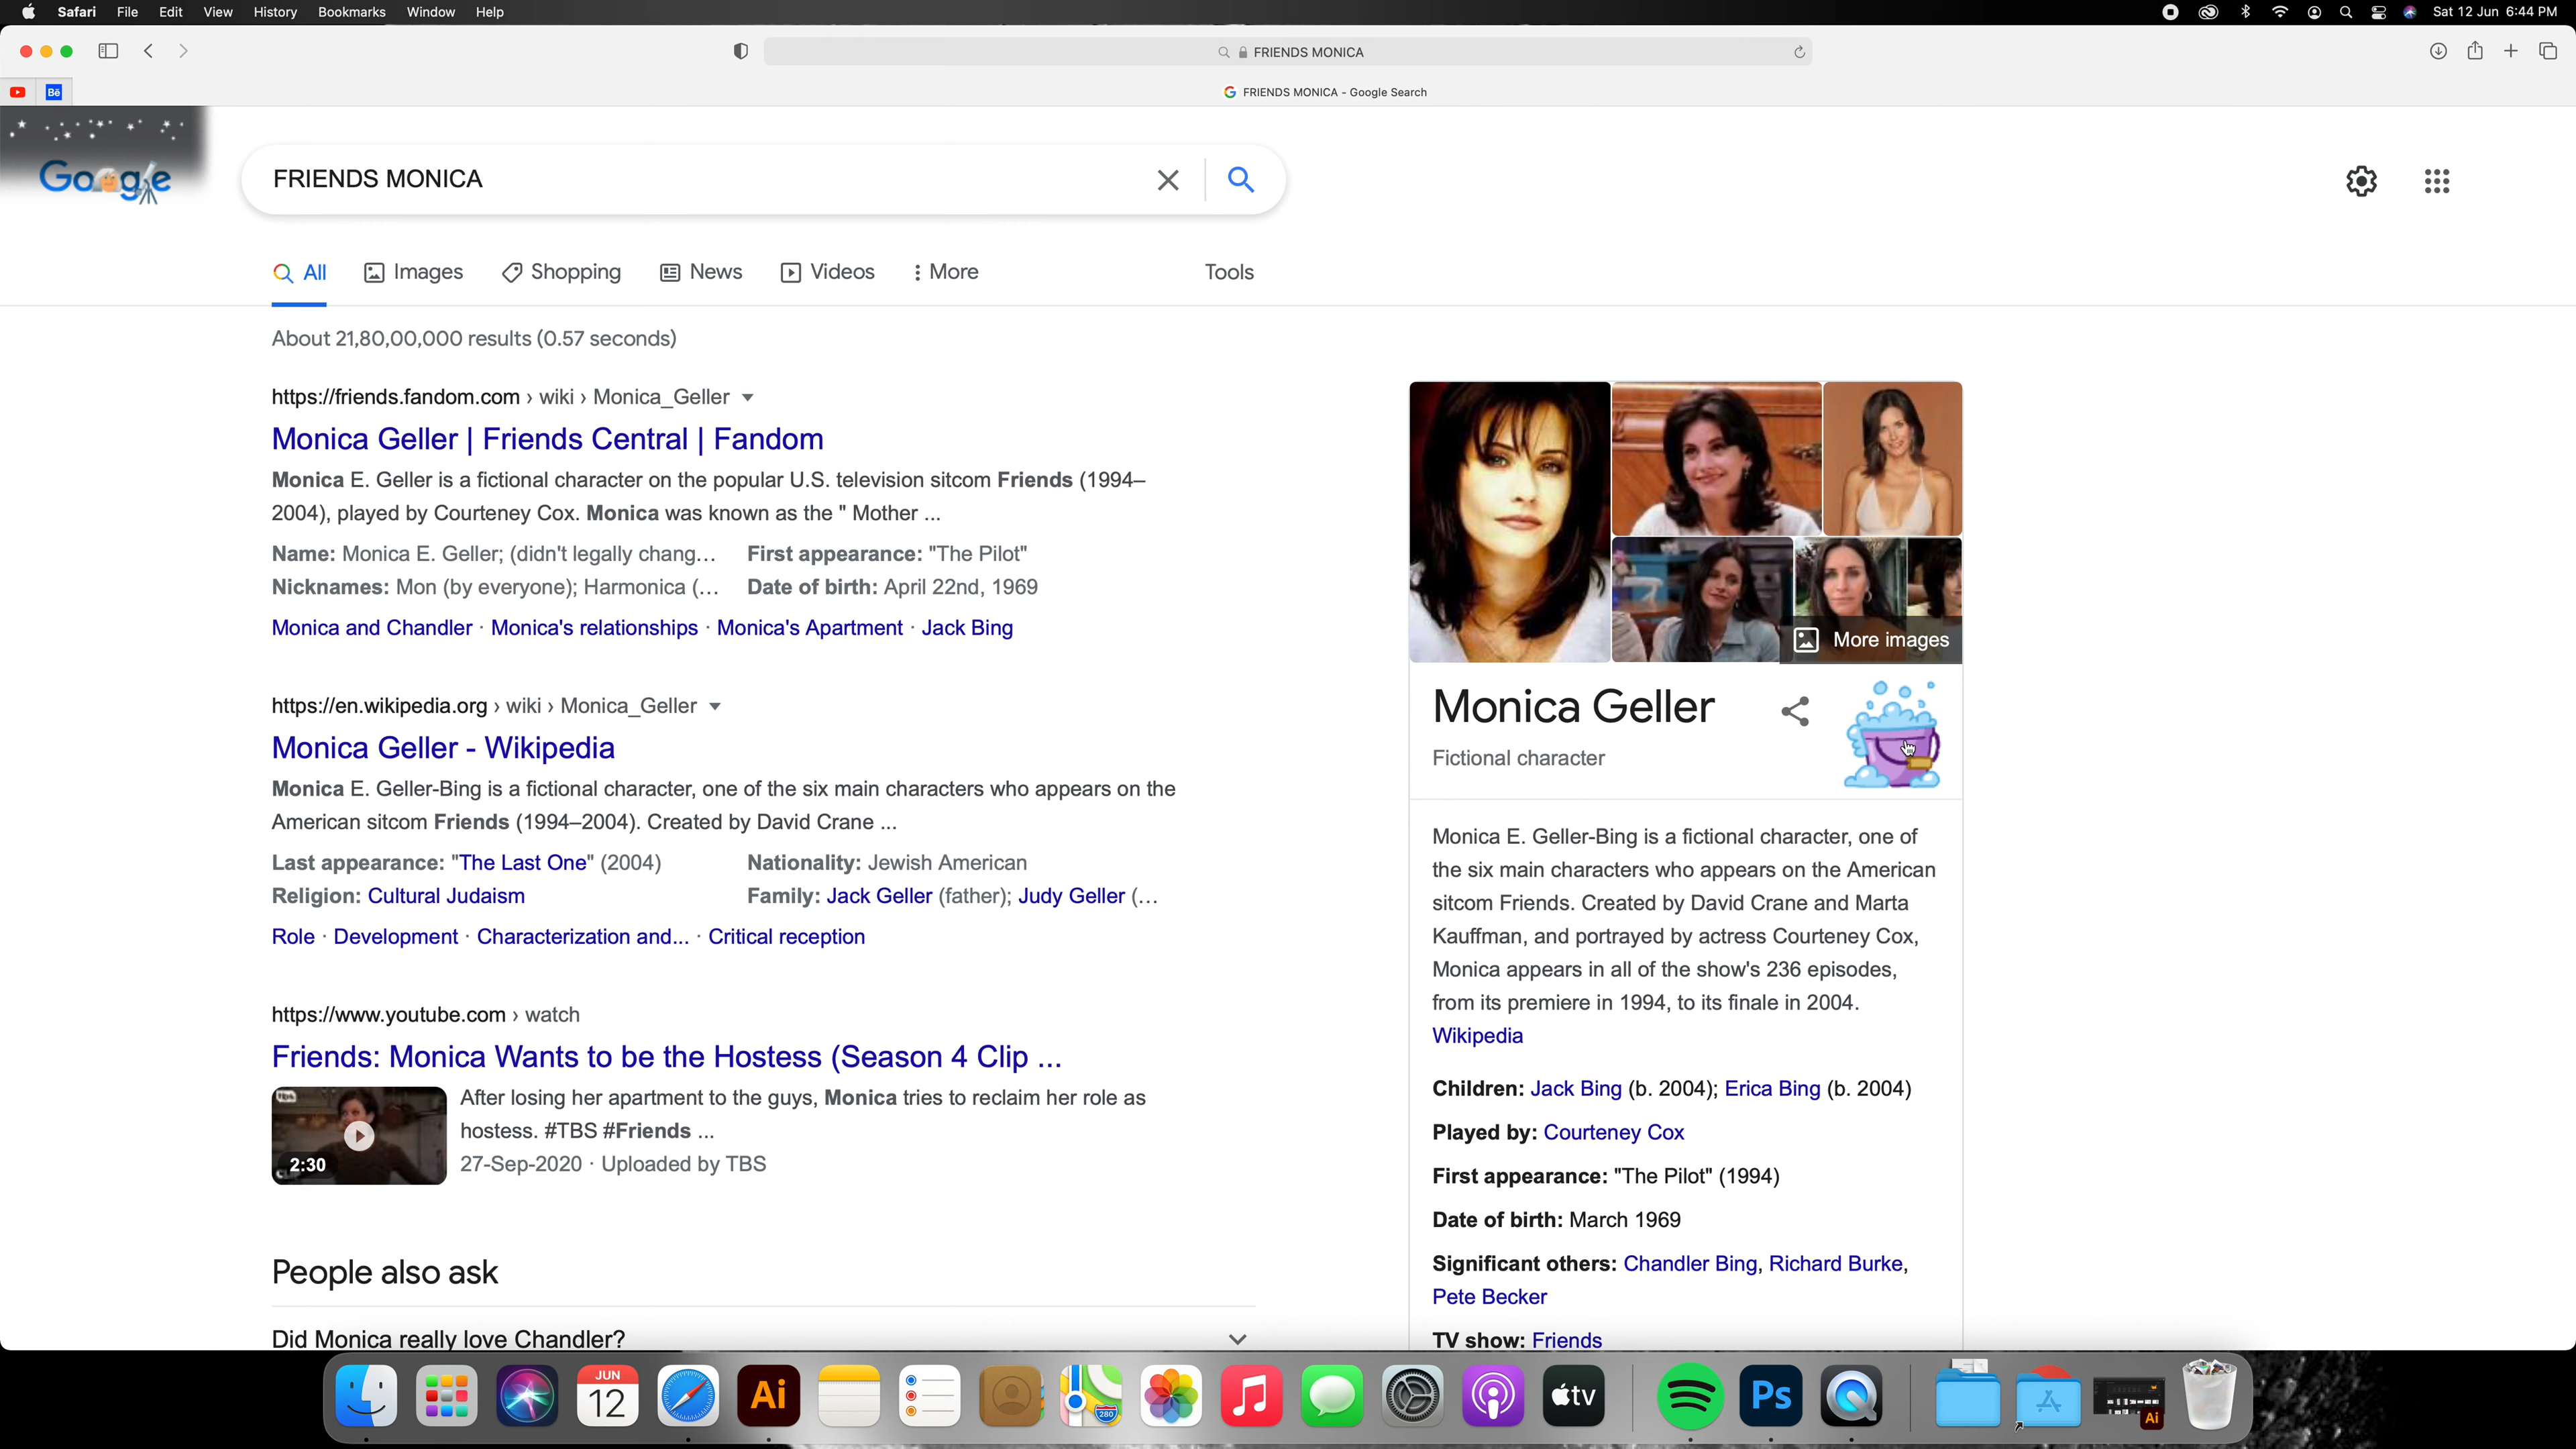 Safari File Edit View History Bookmarks Window Help
Sat 12 Jun 6:44 PM
FRIENDS MONICA
Bē
FRIENDS MONICA - Google Search
Google
FRIENDS MONICA
All Images Shopping News Videos More Tools
About 21,80,00,000 results (0.57 seconds)
https://friends.fandom.com › wiki › Monica_Geller
Monica Geller | Friends Central | Fandom
Monica E. Geller is a fictional character on the popular U.S. television sitcom Friends (1994–
2004), played by Courteney Cox. Monica was known as the " Mother ...
Name: Monica E. Geller; (didn't legally chang... First appearance: "The Pilot"
Nicknames: Mon (by everyone); Harmonica (... Date of birth: April 22nd, 1969
Monica and Chandler · Monica's relationships · Monica's Apartment · Jack Bing
https://en.wikipedia.org › wiki › Monica_Geller
Monica Geller - Wikipedia
Monica E. Geller-Bing is a fictional character, one of the six main characters who appears on the
American sitcom Friends (1994–2004). Created by David Crane ...
Last appearance: "The Last One" (2004) Nationality: Jewish American
Religion: Cultural Judaism Family: Jack Geller (father); Judy Geller (...
Role · Development · Characterization and... · Critical reception
https://www.youtube.com › watch
Friends: Monica Wants to be the Hostess (Season 4 Clip ...
tbs
2:30
After losing her apartment to the guys, Monica tries to reclaim her role as
hostess. #TBS #Friends ...
27-Sep-2020 · Uploaded by TBS
People also ask
Did Monica really love Chandler?
More images
Monica Geller
Fictional character
Monica E. Geller-Bing is a fictional character, one of
the six main characters who appears on the American
sitcom Friends. Created by David Crane and Marta
Kauffman, and portrayed by actress Courteney Cox,
Monica appears in all of the show's 236 episodes,
from its premiere in 1994, to its finale in 2004.
Wikipedia
Children: Jack Bing (b. 2004); Erica Bing (b. 2004)
Played by: Courteney Cox
First appearance: "The Pilot" (1994)
Date of birth: March 1969
Significant others: Chandler Bing, Richard Burke,
Pete Becker
TV show: Friends
JUN
12
Ai
280
tv
Ps
Ai